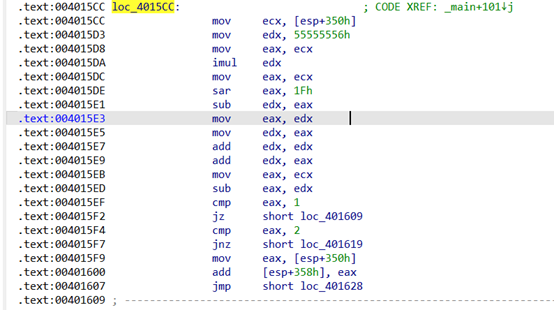 .text:004015CC loc_4015CC: ; CODE XREF: _main+101↓j
.text:004015CC mov ecx, [esp+350h]
.text:004015D3 mov edx, 55555556h
.text:004015D8 mov eax, ecx
.text:004015DA imul edx
.text:004015DC mov eax, ecx
.text:004015DE sar eax, 1Fh
.text:004015E1 sub edx, eax
.text:004015E3 mov eax, edx
.text:004015E5 mov edx, eax
.text:004015E7 add edx, edx
.text:004015E9 add edx, eax
.text:004015EB mov eax, ecx
.text:004015ED sub eax, edx
.text:004015EF cmp eax, 1
.text:004015F2 jz short loc_401609
.text:004015F4 cmp eax, 2
.text:004015F7 jnz short loc_401619
.text:004015F9 mov eax, [esp+350h]
.text:00401600 add [esp+358h], eax
.text:00401607 jmp short loc_401628
.text:00401609 ; ---------------------------------------------------------------------------